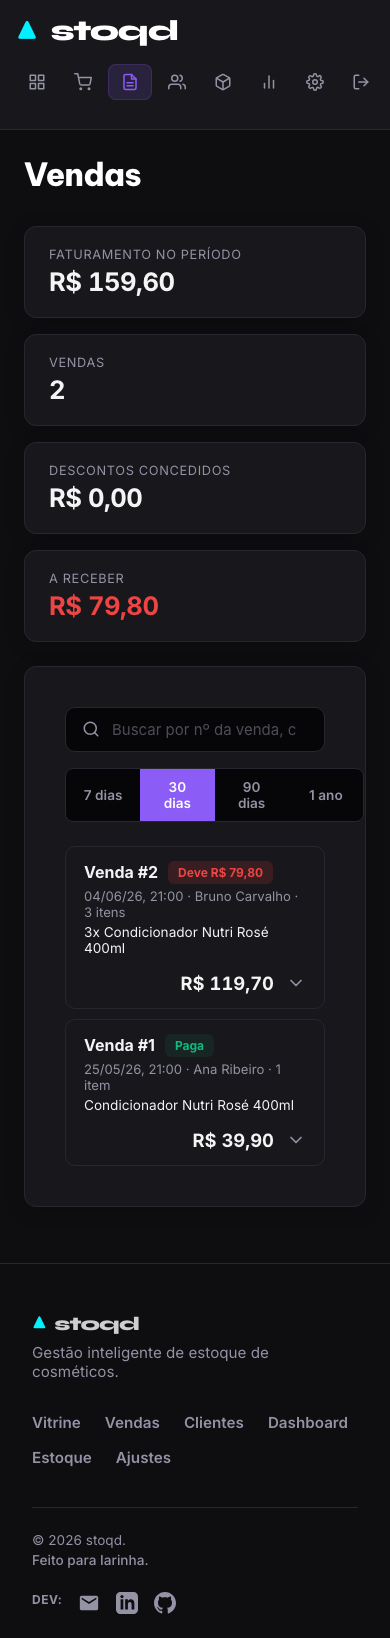 stoqd
Vendas
FATURAMENTO NO PERÍODO
R$ 159,60
VENDAS
2
DESCONTOS CONCEDIDOS
R$ 0,00
A RECEBER
R$ 79,80
Buscar por nº da venda, c
7 dias
30 dias
90 dias
1 ano
Venda #2 Deve R$ 79,80
04/06/26, 21:00 · Bruno Carvalho ·
3 itens
3x Condicionador Nutri Rosé
400ml
R$ 119,70
Venda #1 Paga
25/05/26, 21:00 · Ana Ribeiro · 1
item
Condicionador Nutri Rosé 400ml
R$ 39,90
stoqd
Gestão inteligente de estoque de
cosméticos.
Vitrine Vendas Clientes Dashboard
Estoque Ajustes
© 2026 stoqd.
Feito para Iarinha.
DEV: